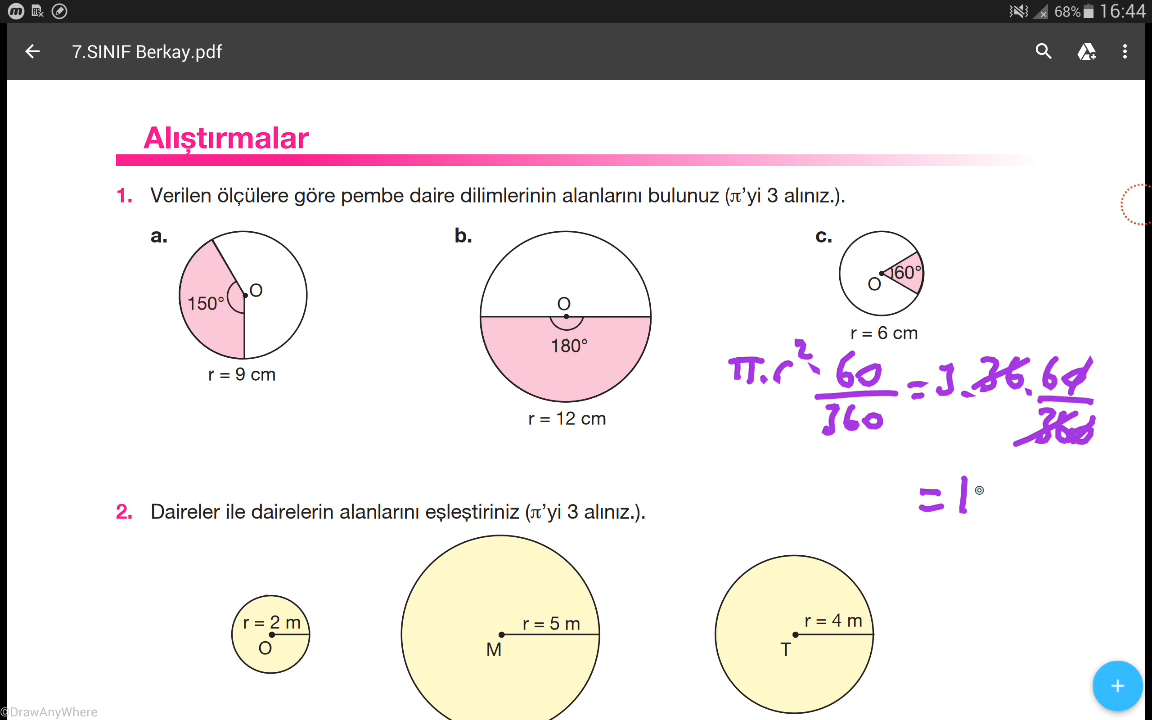 68% 16:44
7.SINIF Berkay.pdf
Alıştırmalar
1. Verilen ölçülere göre pembe daire dilimlerinin alanlarını bulunuz (π'yi 3 alınız.).
a. b. c.
150° O
r = 9 cm
O
180°
r = 12 cm
60°
O
r = 6 cm
π.r². 60/360 = 3.36.60/360
= 1
2. Daireler ile dairelerin alanlarını eşleştiriniz (π'yi 3 alınız.).
r = 2 m
O
r = 5 m
M
r = 4 m
T
©DrawAnyWhere